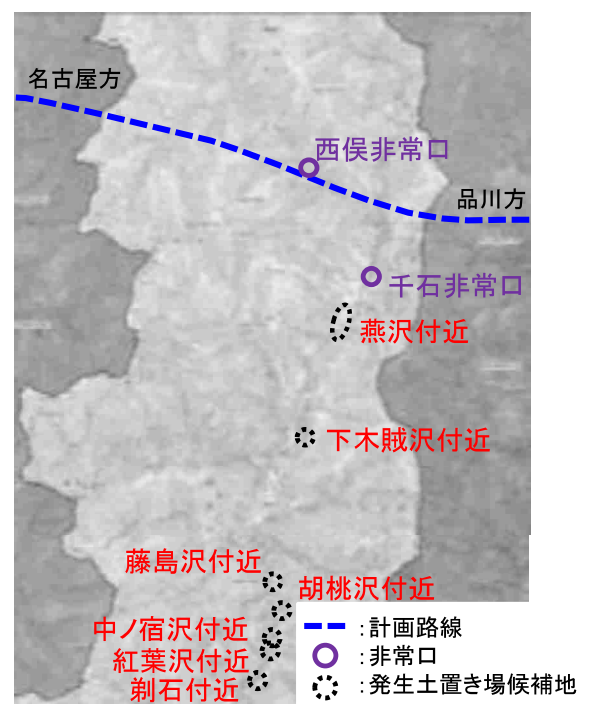 名古屋方
西俣非常口
品川方
千石非常口
燕沢付近
下木賊沢付近
藤島沢付近
胡桃沢付近
中ノ宿沢付近
紅葉沢付近
剃石付近
：計画路線
：非常口
：発生土置き場候補地